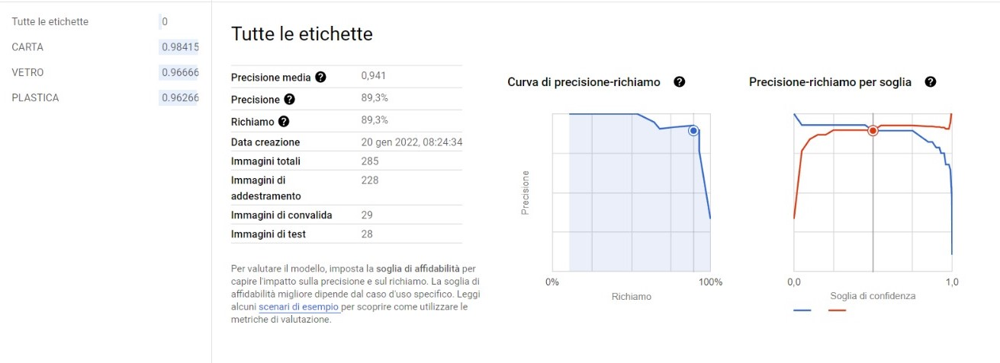 Tutte le etichette 0
CARTA 0.98415
VETRO 0.96666
PLASTICA 0.96266
Tutte le etichette
Precisione media ? 0,941
Precisione ? 89,3%
Richiamo ? 89,3%
Data creazione 20 gen 2022, 08:24:34
Immagini totali 285
Immagini di 228
addestramento
Immagini di convalida 29
Immagini di test 28
Per valutare il modello, imposta la soglia di affidabilità per
capire l'impatto sulla precisione e sul richiamo. La soglia di
affidabilità migliore dipende dal caso d'uso specifico. Leggi
alcuni scenari di esempio per scoprire come utilizzare le
metriche di valutazione.
Curva di precisione-richiamo ?
Precisione
0% 100%
Richiamo
Precisione-richiamo per soglia ?
0,0 1,0
Soglia di confidenza